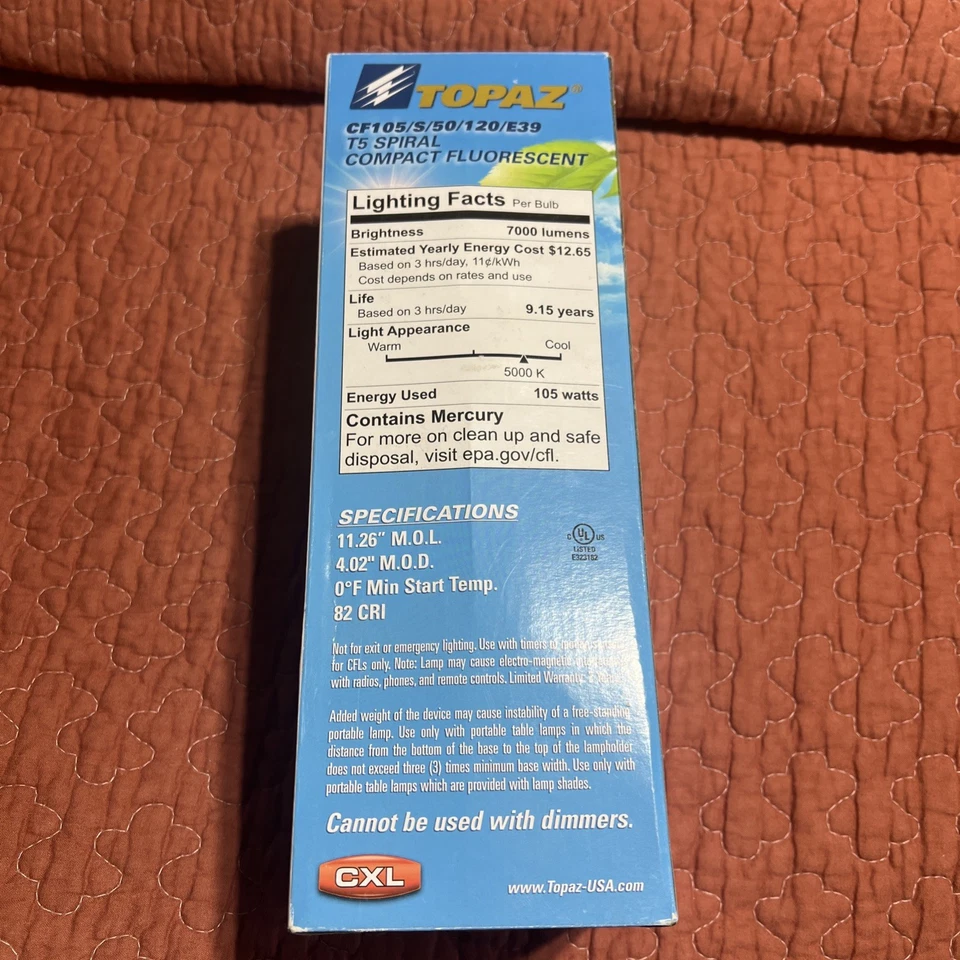 TOPAZ®
CF105/S/50/120/E39
T5 SPIRAL
COMPACT FLUORESCENT
Lighting Facts Per Bulb
Brightness 7000 lumens
Estimated Yearly Energy Cost $12.65
Based on 3 hrs/day, 11¢/kWh
Cost depends on rates and use
Life
Based on 3 hrs/day 9.15 years
Light Appearance
Warm Cool
5000 K
Energy Used 105 watts
Contains Mercury
For more on clean up and safe
disposal, visit epa.gov/cfl.
SPECIFICATIONS
11.26" M.O.L.
4.02" M.O.D.
0°F Min Start Temp.
82 CRI
C UL US
LISTED
E323182
Not for exit or emergency lighting. Use with timers
for CFLs only. Note: Lamp may cause electro-magnetic
with radios, phones, and remote controls. Limited Warranty:
Added weight of the device may cause instability of a free-standing
portable lamp. Use only with portable table lamps in which the
distance from the bottom of the base to the top of the lampholder
does not exceed three (3) times minimum base width. Use only with
portable table lamps which are provided with lamp shades.
Cannot be used with dimmers.
CXL
www.Topaz-USA.com